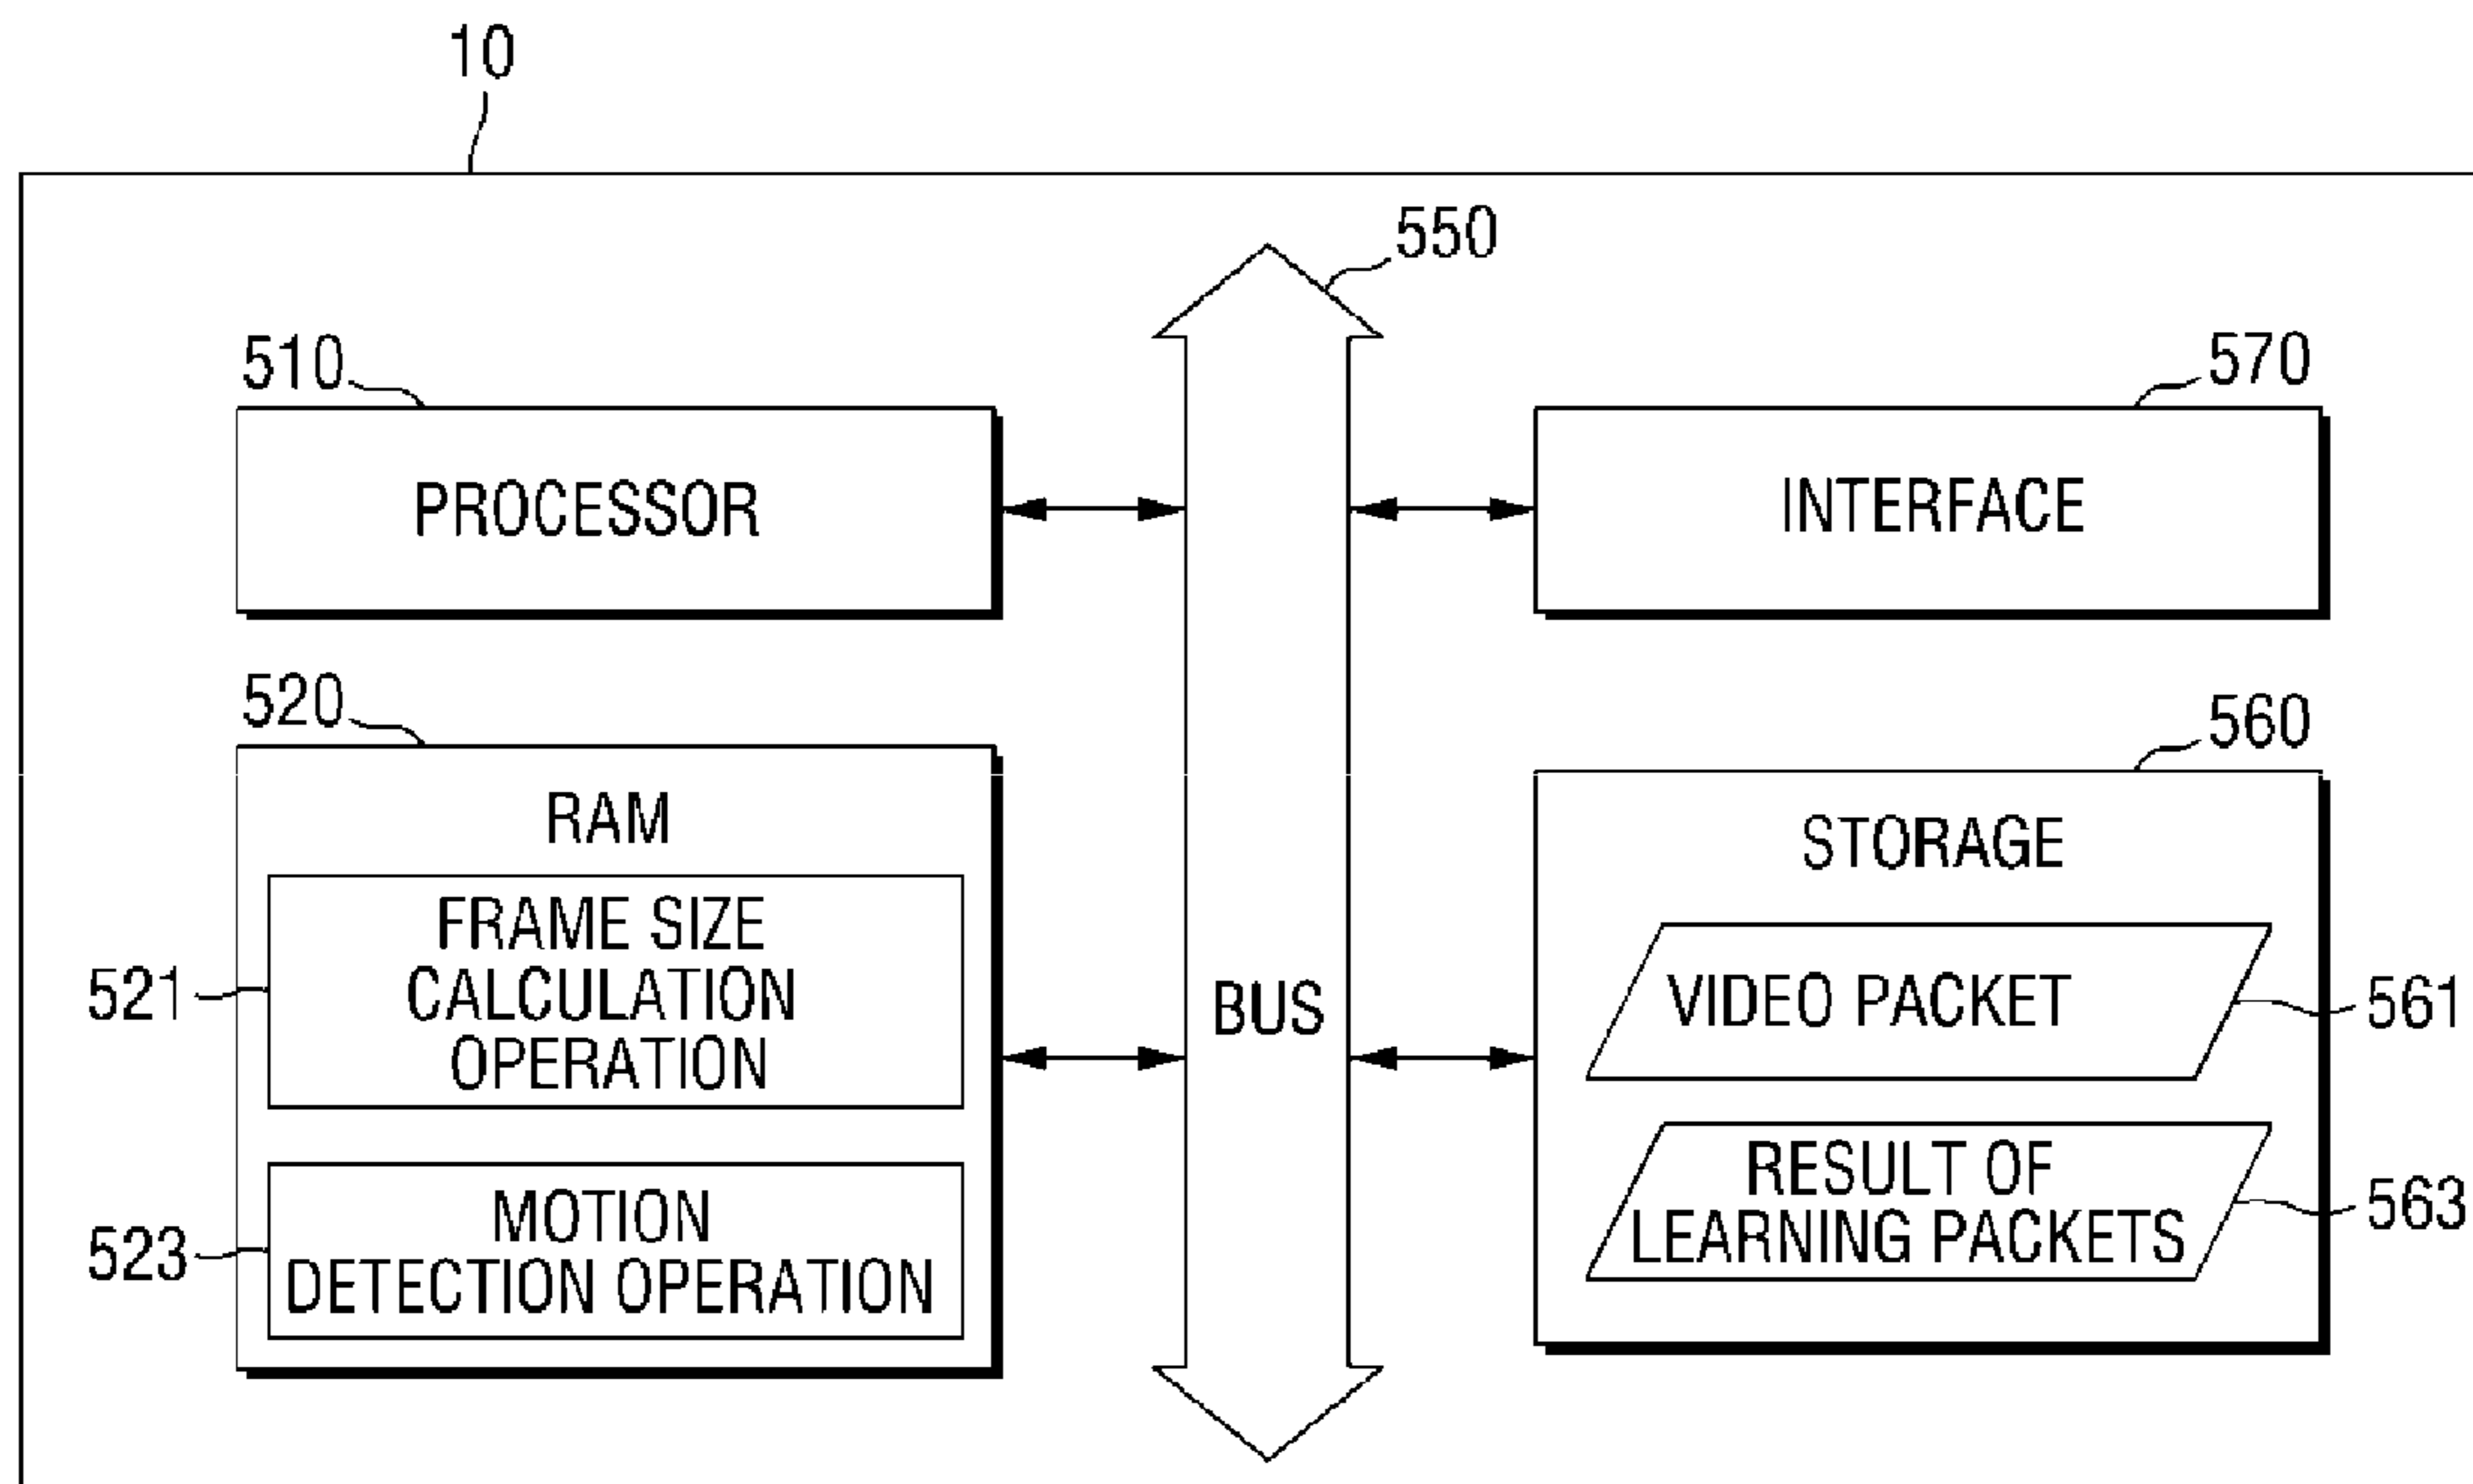 10
550
510
PROCESSOR
570
INTERFACE
520
RAM
521
FRAME SIZE
CALCULATION
OPERATION
523
MOTION
DETECTION OPERATION
BUS
560
STORAGE
VIDEO PACKET
561
RESULT OF
LEARNING PACKETS
563